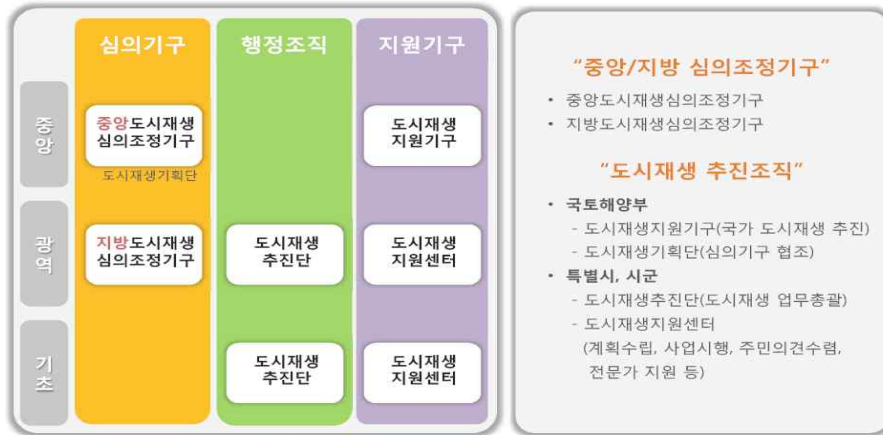 심의기구
행정조직
지원기구
중앙
중앙도시재생
심의조정기구
도시재생기획단
도시재생
지원기구
광역
지방도시재생
심의조정기구
도시재생
추진단
도시재생
지원센터
기초
도시재생
추진단
도시재생
지원센터
“중앙/지방 심의조정기구”
• 중앙도시재생심의조정기구
• 지방도시재생심의조정기구
“도시재생 추진조직”
• 국토해양부
- 도시재생지원기구(국가 도시재생 추진)
- 도시재생기획단(심의기구 협조)
• 특별시, 시군
- 도시재생추진단(도시재생 업무총괄)
- 도시재생지원센터
(계획수립, 사업시행, 주민의견수렴,
전문가 지원 등)